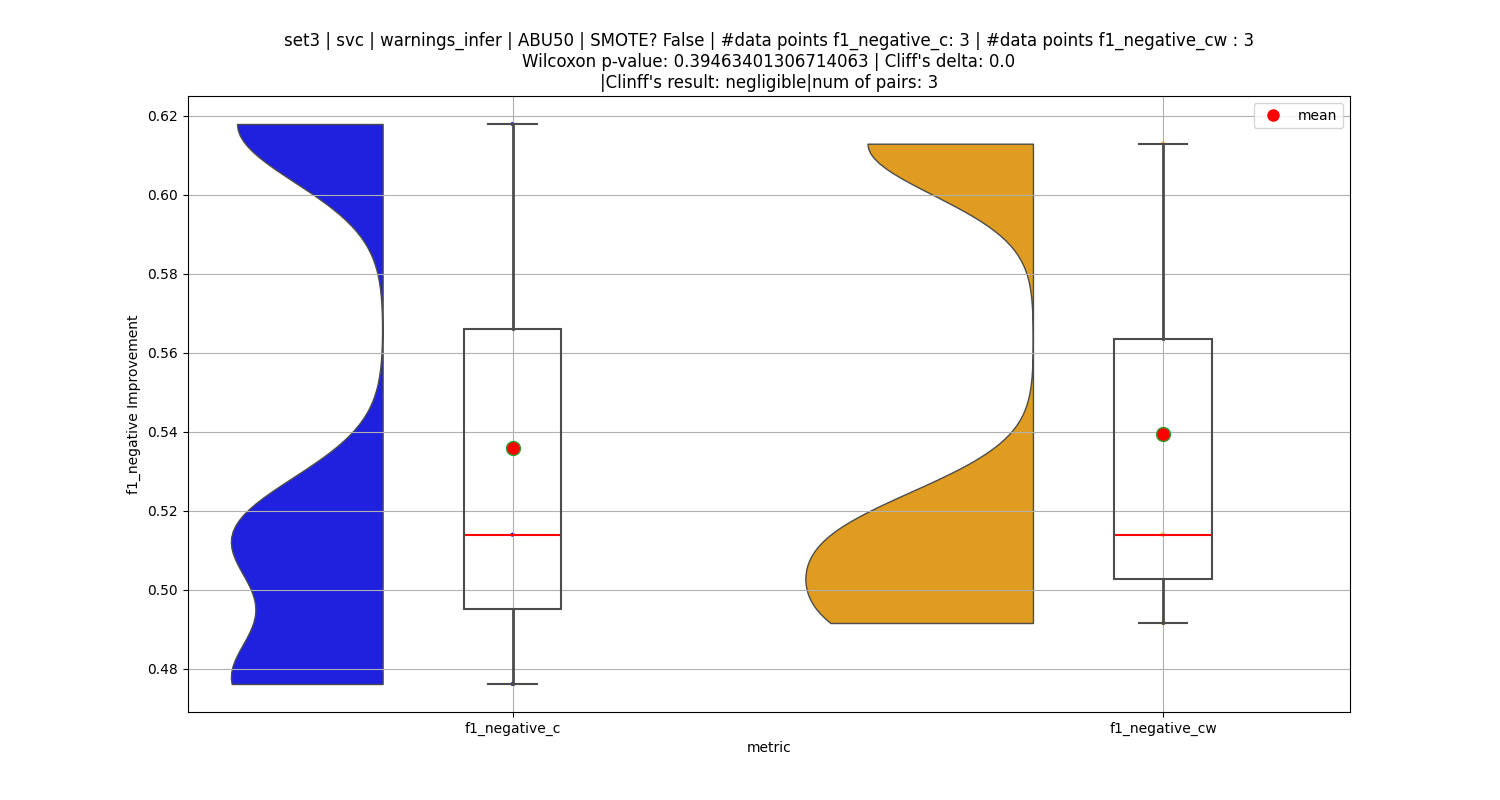 set3 | svc | warnings_infer | ABU50 | SMOTE? False | #data points f1_negative_c: 3 | #data points f1_negative_cw : 3
Wilcoxon p-value: 0.39463401306714063 | Cliff's delta: 0.0
|Clinff's result: negligible|num of pairs: 3
mean
0.62
0.60
0.58
0.56
0.54
0.52
0.50
0.48
f1_negative Improvement
f1_negative_c
f1_negative_cw
metric